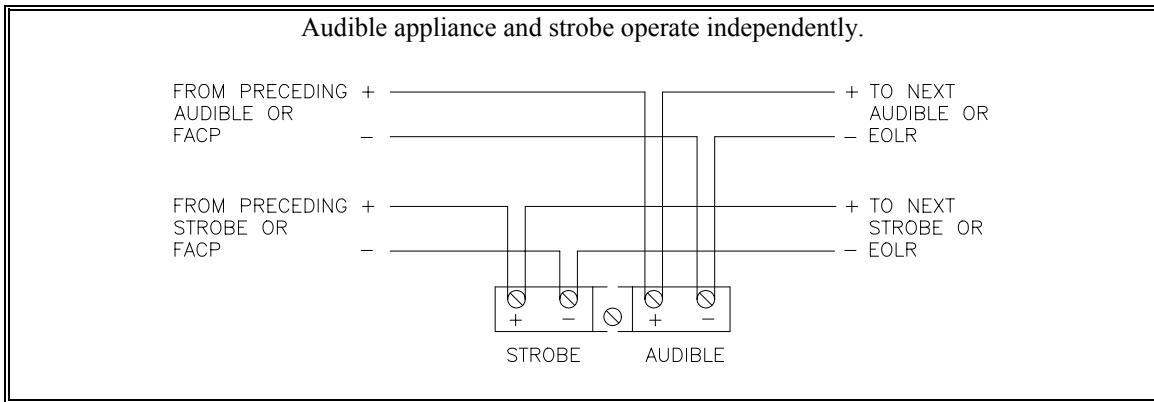 Audible appliance and strobe operate independently.
FROM PRECEDING +
AUDIBLE OR
FACP −
+ TO NEXT
AUDIBLE OR
− EOLR
FROM PRECEDING +
STROBE OR
FACP −
+ TO NEXT
STROBE OR
− EOLR
+ − + −
STROBE AUDIBLE